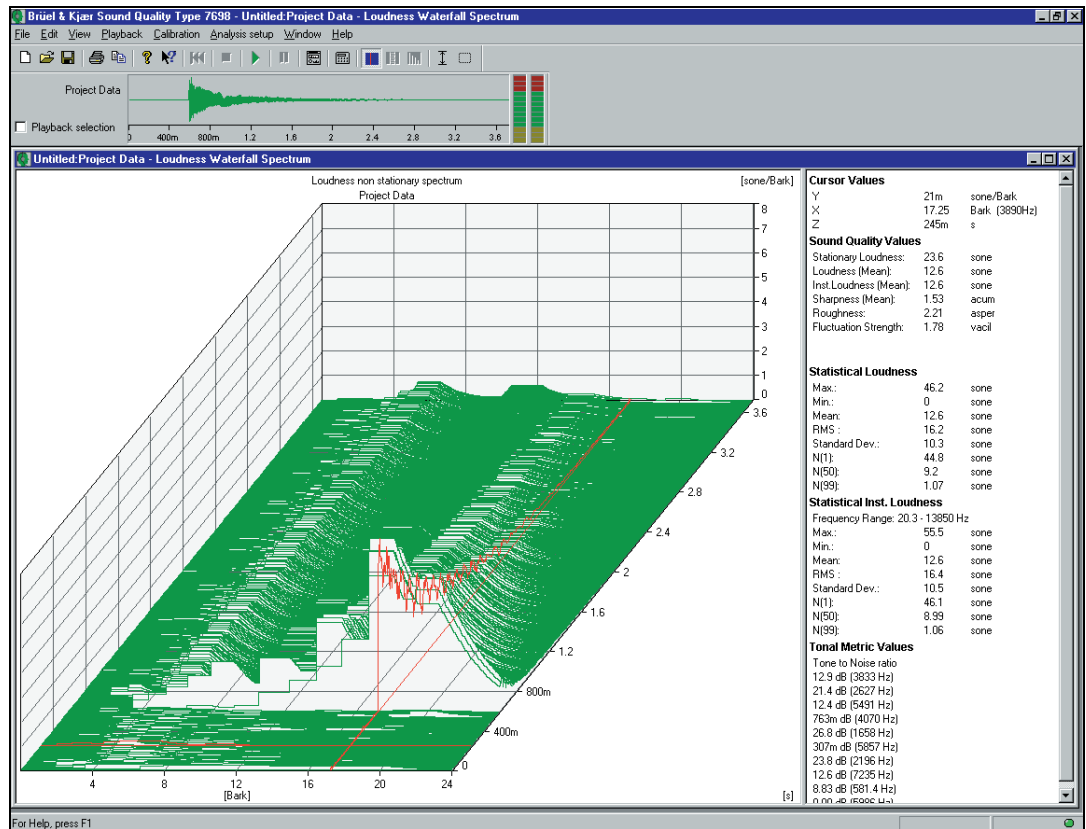 Brüel & Kjær Sound Quality Type 7698 - Untitled:Project Data - Loudness Waterfall Spectrum
File Edit View Playback Calibration Analysis setup Window Help
Project Data
Playback selection
0 400m 800m 1.2 1.6 2 2.4 2.8 3.2 3.6
Untitled:Project Data - Loudness Waterfall Spectrum
Loudness non stationary spectrum
[sone/Bark]
Project Data
8
7
6
5
4
3
2
1
0
3.6
3.2
2.8
2.4
2
1.6
1.2
800m
400m
0
4 8 12 16 20 24
[Bark]
[s]
Cursor Values
Y 21m sone/Bark
X 17.25 Bark (3890Hz)
Z 245m s
Sound Quality Values
Stationary Loudness: 23.6 sone
Loudness (Mean): 12.6 sone
Inst.Loudness (Mean): 12.6 sone
Sharpness (Mean): 1.53 acum
Roughness: 2.21 asper
Fluctuation Strength: 1.78 vacil
Statistical Loudness
Max.: 46.2 sone
Min.: 0 sone
Mean: 12.6 sone
RMS : 16.2 sone
Standard Dev.: 10.3 sone
N(1): 44.8 sone
N(50): 9.2 sone
N(99): 1.07 sone
Statistical Inst. Loudness
Frequency Range: 20.3 - 13850 Hz
Max.: 55.5 sone
Min.: 0 sone
Mean: 12.6 sone
RMS : 16.4 sone
Standard Dev.: 10.5 sone
N(1): 46.1 sone
N(50): 8.99 sone
N(99): 1.06 sone
Tonal Metric Values
Tone to Noise ratio
12.9 dB (3833 Hz)
21.4 dB (2627 Hz)
12.4 dB (5491 Hz)
763m dB (4070 Hz)
26.8 dB (1658 Hz)
307m dB (5857 Hz)
23.8 dB (2196 Hz)
12.6 dB (7235 Hz)
8.83 dB (581.4 Hz)
For Help, press F1